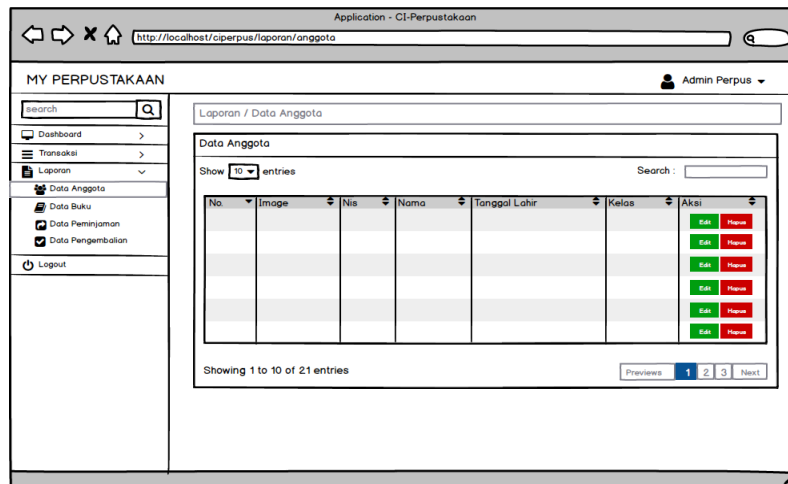 Application - CI-Perpustakaan
http://localhost/ciperpus/laporan/anggota
MY PERPUSTAKAAN
Admin Perpus
search
Dashboard
Transaksi
Laporan
Data Anggota
Data Buku
Data Peminjaman
Data Pengembalian
Logout
Laporan / Data Anggota
Data Anggota
Show 10 entries
Search :
No. Image Nis Nama Tanggal Lahir Kelas Aksi
Edit Hapus
Edit Hapus
Edit Hapus
Edit Hapus
Edit Hapus
Edit Hapus
Showing 1 to 10 of 21 entries
Previews 1 2 3 Next